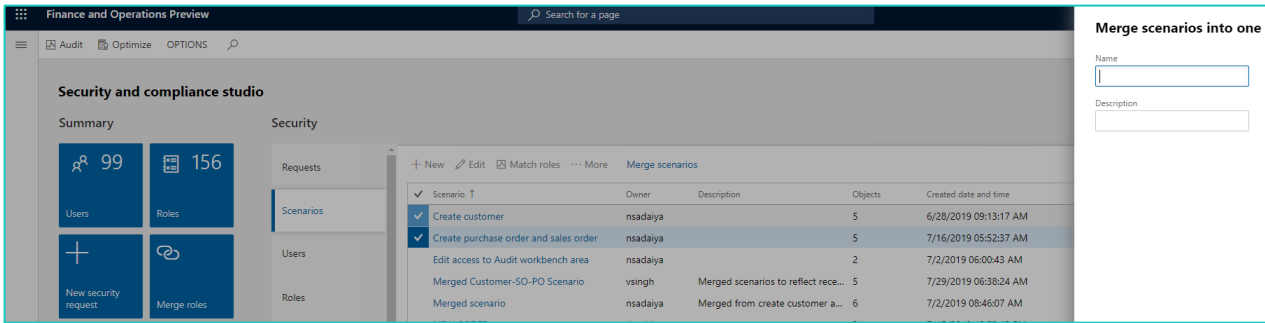 Finance and Operations Preview
Search for a page
Audit Optimize OPTIONS
Security and compliance studio
Summary
99
Users
156
Roles
New security
request
Merge roles
Security
Requests
Scenarios
Users
Roles
New Edit Match roles ··· More Merge scenarios
Scenario ↑ Owner Description Objects Created date and time
Create customer nsadaiya 5 6/28/2019 09:13:17 AM
Create purchase order and sales order nsadaiya 5 7/16/2019 05:52:37 AM
Edit access to Audit workbench area nsadaiya 2 7/2/2019 06:00:43 AM
Merged Customer-SO-PO Scenario vsingh Merged scenarios to reflect rece... 5 7/29/2019 06:38:24 AM
Merged scenario nsadaiya Merged from create customer a... 6 7/2/2019 08:46:07 AM
Merge scenarios into one
Name
Description